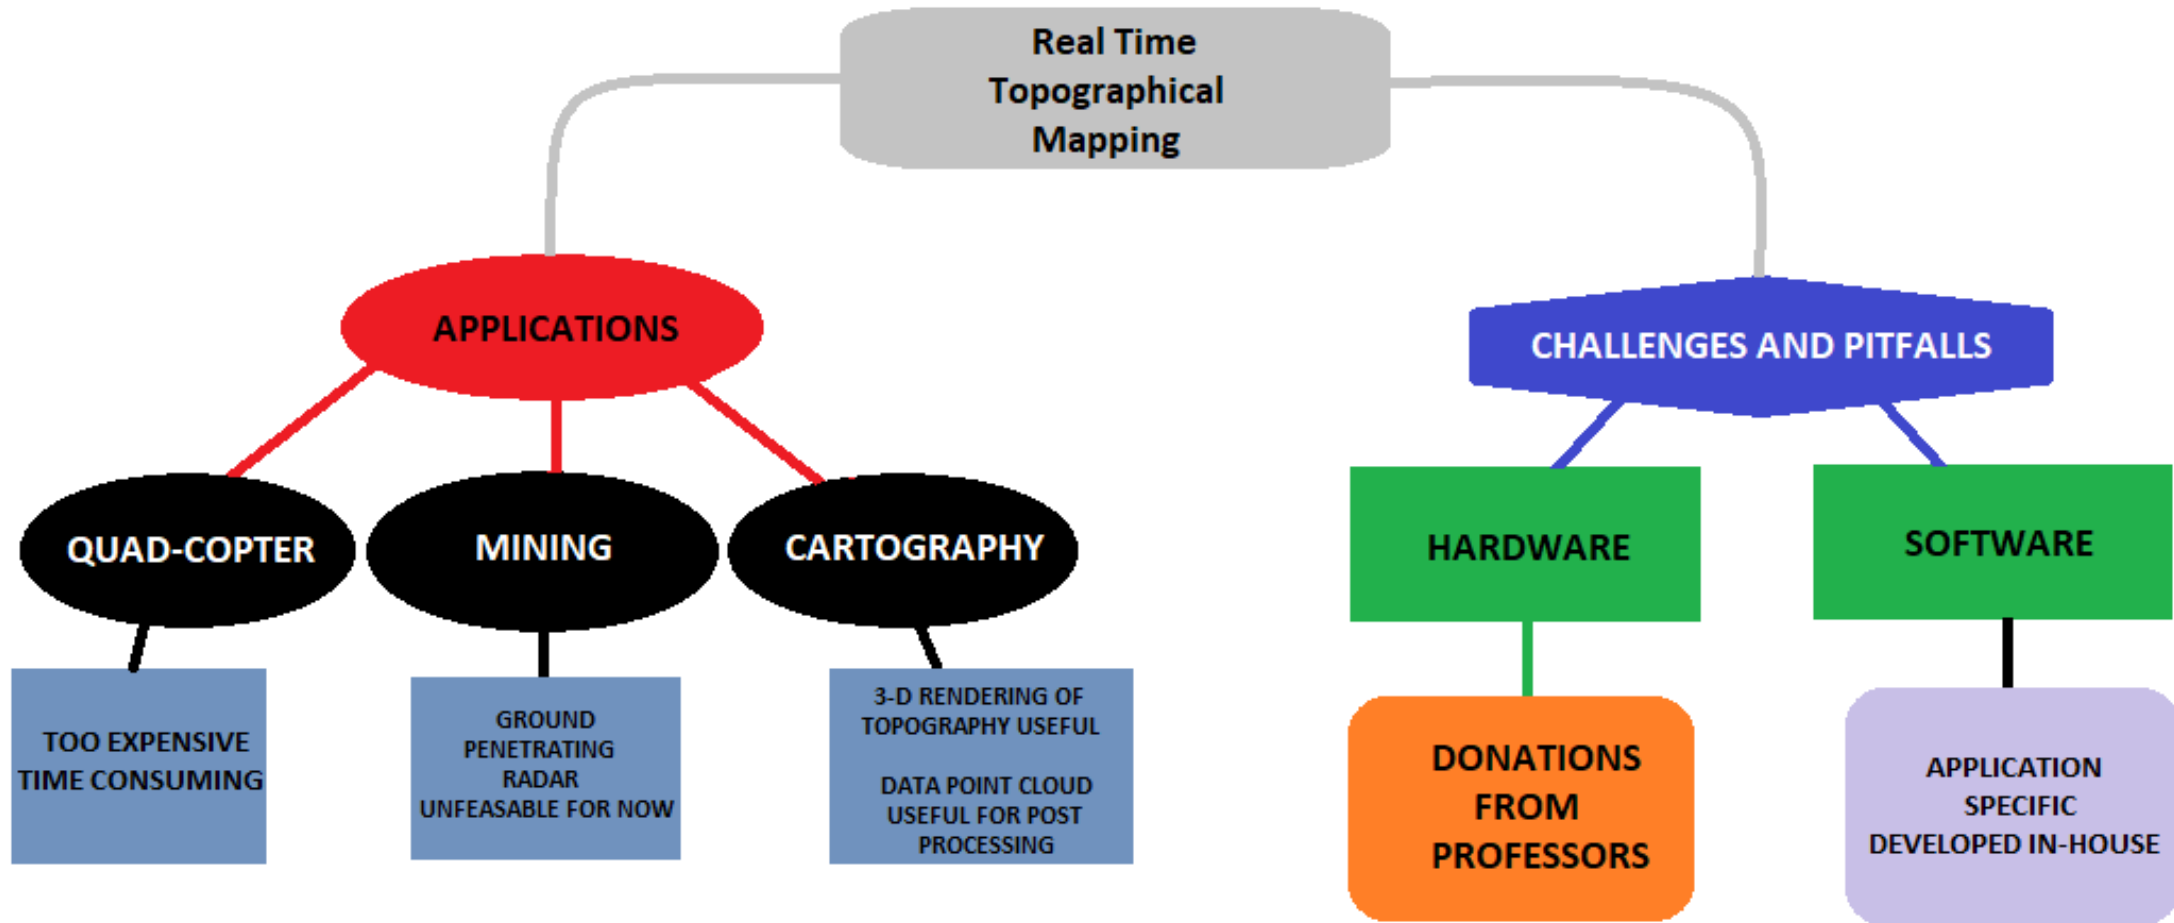 Real Time
Topographical
Mapping
APPLICATIONS
CHALLENGES AND PITFALLS
QUAD-COPTER
MINING
CARTOGRAPHY
HARDWARE
SOFTWARE
TOO EXPENSIVE
TIME CONSUMING
GROUND
PENETRATING
RADAR
UNFEASABLE FOR NOW
3-D RENDERING OF
TOPOGRAPHY USEFUL
DATA POINT CLOUD
USEFUL FOR POST
PROCESSING
DONATIONS
FROM
PROFESSORS
APPLICATION
SPECIFIC
DEVELOPED IN-HOUSE